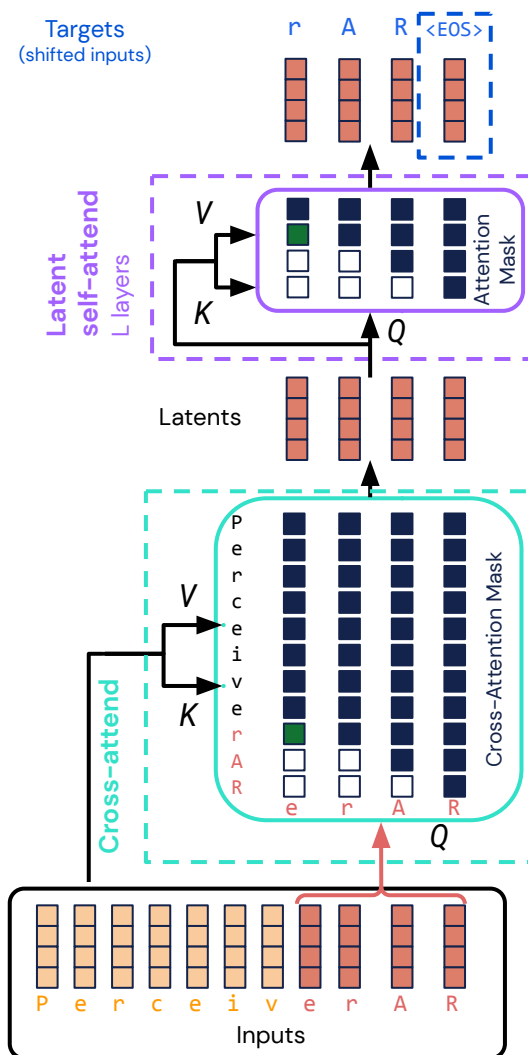 Targets
(shifted inputs)
r A R <EOS>
Latent
self-attend
L layers
V
K
Q
Attention
Mask
Latents
Cross-attend
V
K
P
e
r
c
e
i
v
e
r
A
R
e r A R
Cross-Attention Mask
Q
P e r c e i v e r A R
Inputs